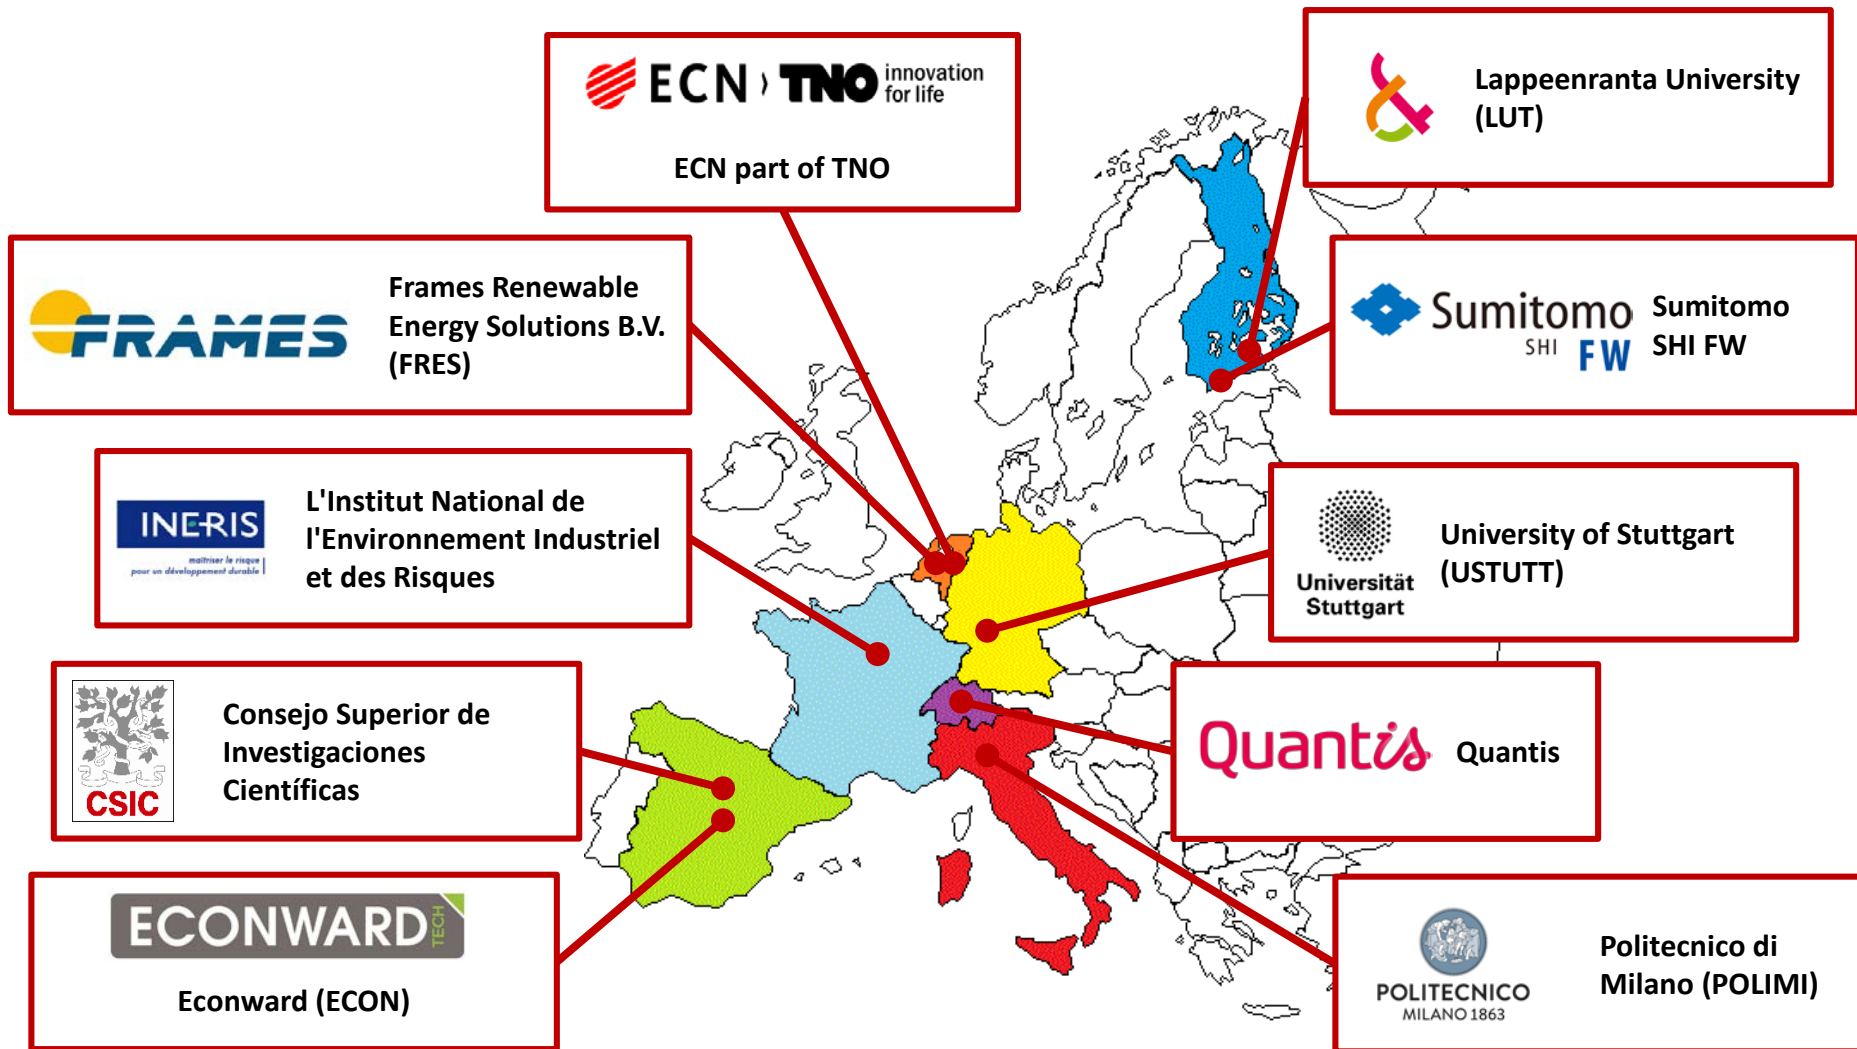 ECN TNO innovation
for life
ECN part of TNO
Lappeenranta University
(LUT)
FRAMES
Frames Renewable
Energy Solutions B.V.
(FRES)
Sumitomo
SHI FW
Sumitomo
SHI FW
INERIS
maîtriser le risque
pour un développement durable
L'Institut National de
l'Environnement Industriel
et des Risques
Universität
Stuttgart
University of Stuttgart
(USTUTT)
CSIC
Consejo Superior de
Investigaciones
Científicas
Quantis
Quantis
ECONWARD TECH
Econward (ECON)
POLITECNICO
MILANO 1863
Politecnico di
Milano (POLIMI)